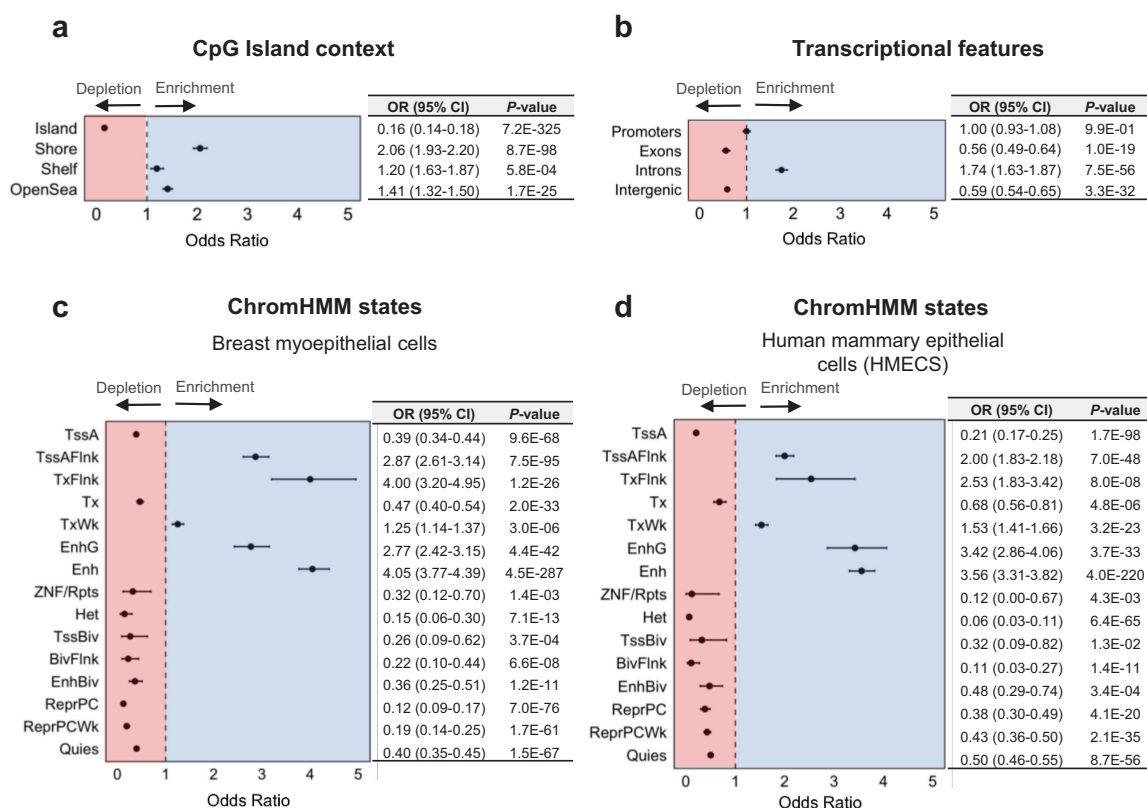 a
CpG Island context
Depletion Enrichment
OR (95% CI) P-value
Island 0.16 (0.14-0.18) 7.2E-325
Shore 2.06 (1.93-2.20) 8.7E-98
Shelf 1.20 (1.63-1.87) 5.8E-04
OpenSea 1.41 (1.32-1.50) 1.7E-25
0 1 2 3 4 5
Odds Ratio
b
Transcriptional features
Depletion Enrichment
OR (95% CI) P-value
Promoters 1.00 (0.93-1.08) 9.9E-01
Exons 0.56 (0.49-0.64) 1.0E-19
Introns 1.74 (1.63-1.87) 7.5E-56
Intergenic 0.59 (0.54-0.65) 3.3E-32
0 1 2 3 4 5
Odds Ratio
c
ChromHMM states
Breast myoepithelial cells
Depletion Enrichment
OR (95% CI) P-value
TssA 0.39 (0.34-0.44) 9.6E-68
TssAFlnk 2.87 (2.61-3.14) 7.5E-95
TxFlnk 4.00 (3.20-4.95) 1.2E-26
Tx 0.47 (0.40-0.54) 2.0E-33
TxWk 1.25 (1.14-1.37) 3.0E-06
EnhG 2.77 (2.42-3.15) 4.4E-42
Enh 4.05 (3.77-4.39) 4.5E-287
ZNF/Rpts 0.32 (0.12-0.70) 1.4E-03
Het 0.15 (0.06-0.30) 7.1E-13
TssBiv 0.26 (0.09-0.62) 3.7E-04
BivFlnk 0.22 (0.10-0.44) 6.6E-08
EnhBiv 0.36 (0.25-0.51) 1.2E-11
ReprPC 0.12 (0.09-0.17) 7.0E-76
ReprPCWk 0.19 (0.14-0.25) 1.7E-61
Quies 0.40 (0.35-0.45) 1.5E-67
0 1 2 3 4 5
Odds Ratio
d
ChromHMM states
Human mammary epithelial
cells (HMECS)
Depletion Enrichment
OR (95% CI) P-value
TssA 0.21 (0.17-0.25) 1.7E-98
TssAFlnk 2.00 (1.83-2.18) 7.0E-48
TxFlnk 2.53 (1.83-3.42) 8.0E-08
Tx 0.68 (0.56-0.81) 4.8E-06
TxWk 1.53 (1.41-1.66) 3.2E-23
EnhG 3.42 (2.86-4.06) 3.7E-33
Enh 3.56 (3.31-3.82) 4.0E-220
ZNF/Rpts 0.12 (0.00-0.67) 4.3E-03
Het 0.06 (0.03-0.11) 6.4E-65
TssBiv 0.32 (0.09-0.82) 1.3E-02
BivFlnk 0.11 (0.03-0.27) 1.4E-11
EnhBiv 0.48 (0.29-0.74) 3.4E-04
ReprPC 0.38 (0.30-0.49) 4.1E-20
ReprPCWk 0.43 (0.36-0.50) 2.1E-35
Quies 0.50 (0.46-0.55) 8.7E-56
0 1 2 3 4 5
Odds Ratio